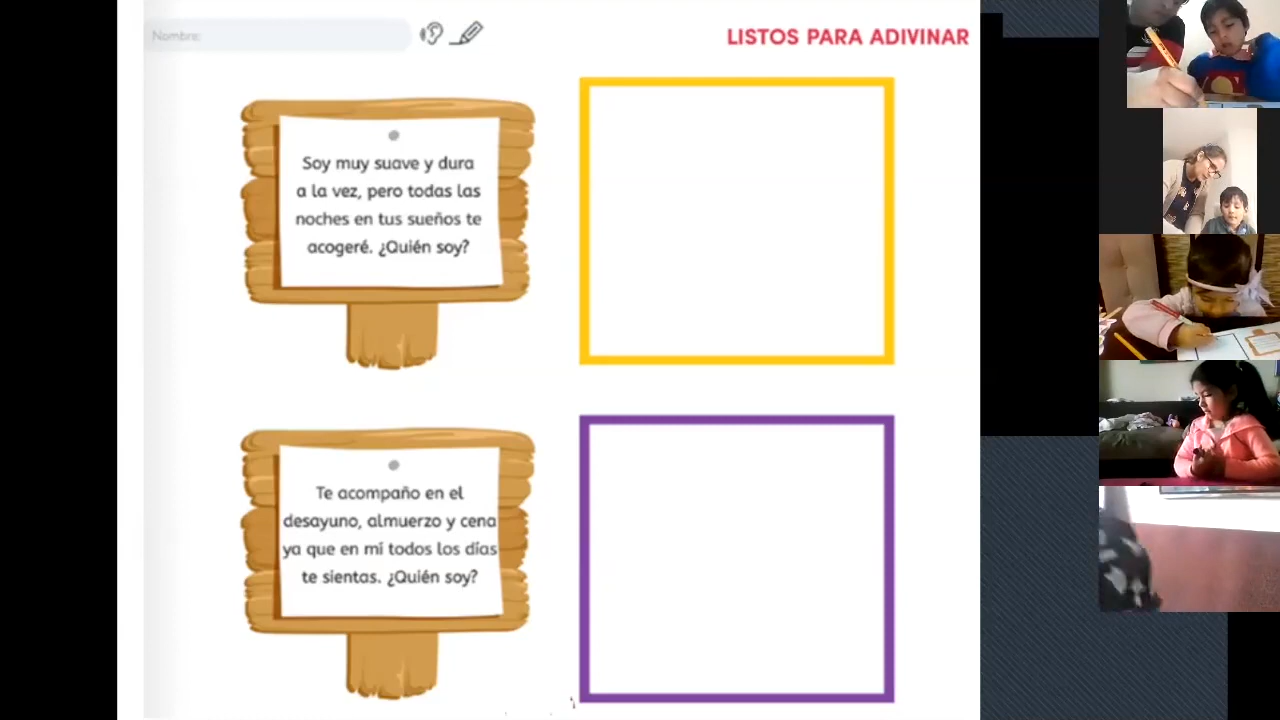 Nombre:
LISTOS PARA ADIVINAR
Soy muy suave y dura
a la vez, pero todas las
noches en tus sueños te
acogeré. ¿Quién soy?
Te acompaño en el
desayuno, almuerzo y cena
ya que en mí todos los días
te sientas. ¿Quién soy?